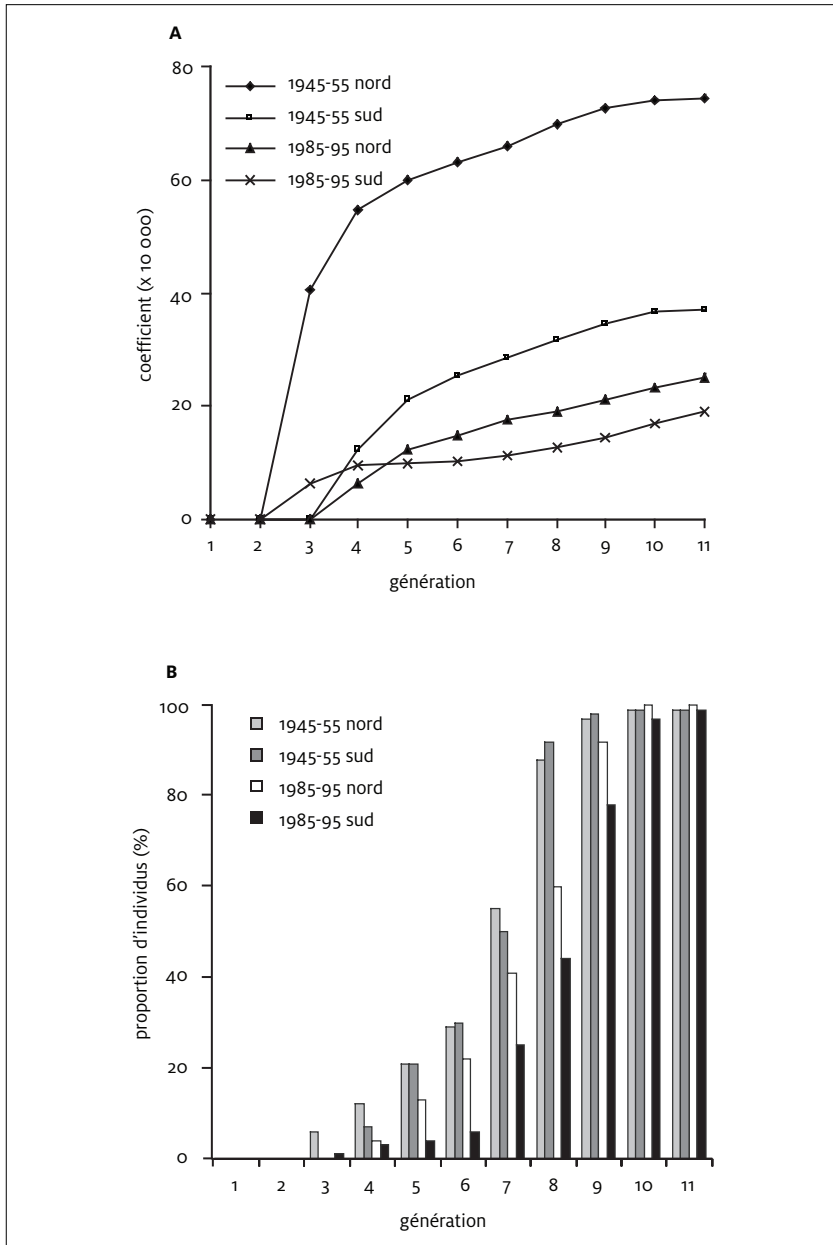 A
80
60
40
20
0
coefficient (x 10 000)
1945-55 nord
1945-55 sud
1985-95 nord
1985-95 sud
1 2 3 4 5 6 7 8 9 10 11
génération
B
100
80
60
40
20
0
proportion d'individus (%)
1945-55 nord
1945-55 sud
1985-95 nord
1985-95 sud
1 2 3 4 5 6 7 8 9 10 11
génération